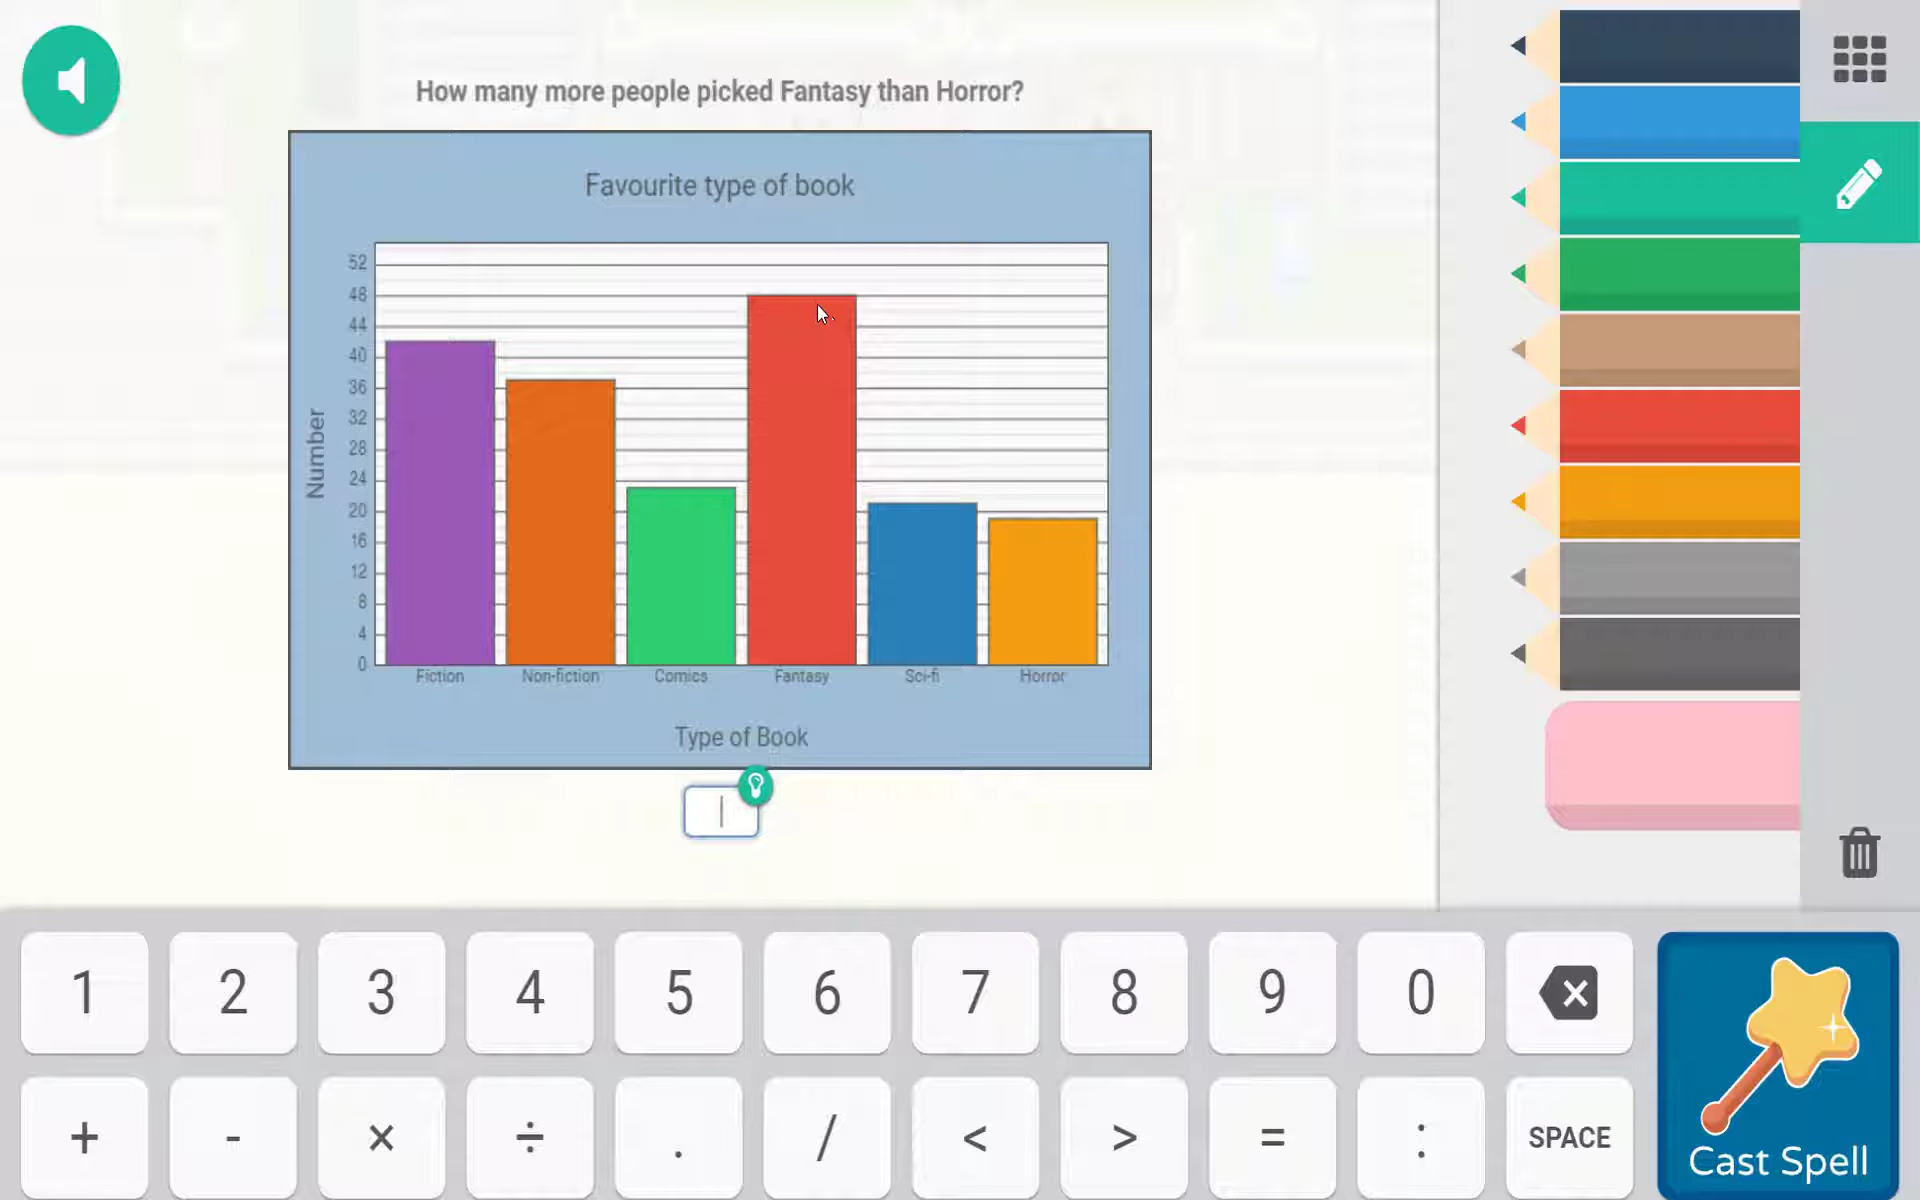 How many more people picked Fantasy than Horror?
Favourite type of book
52
48
44
40
36
32
28
24
20
16
12
8
4
0
Number
Fiction Non-fiction Comics Fantasy Sci-fi Horror
Type of Book
1 2 3 4 5 6 7 8 9 0
+ - × ÷ . / < > = : SPACE
Cast Spell